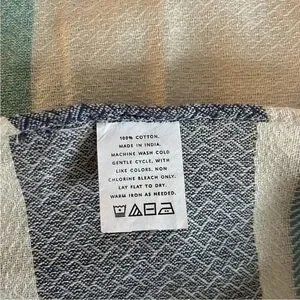 100% COTTON.
MADE IN INDIA.
MACHINE WASH COLD
GENTLE CYCLE, WITH
LIKE COLORS. NON
CHLORINE BLEACH ONLY.
LAY FLAT TO DRY.
WARM IRON AS NEEDED.